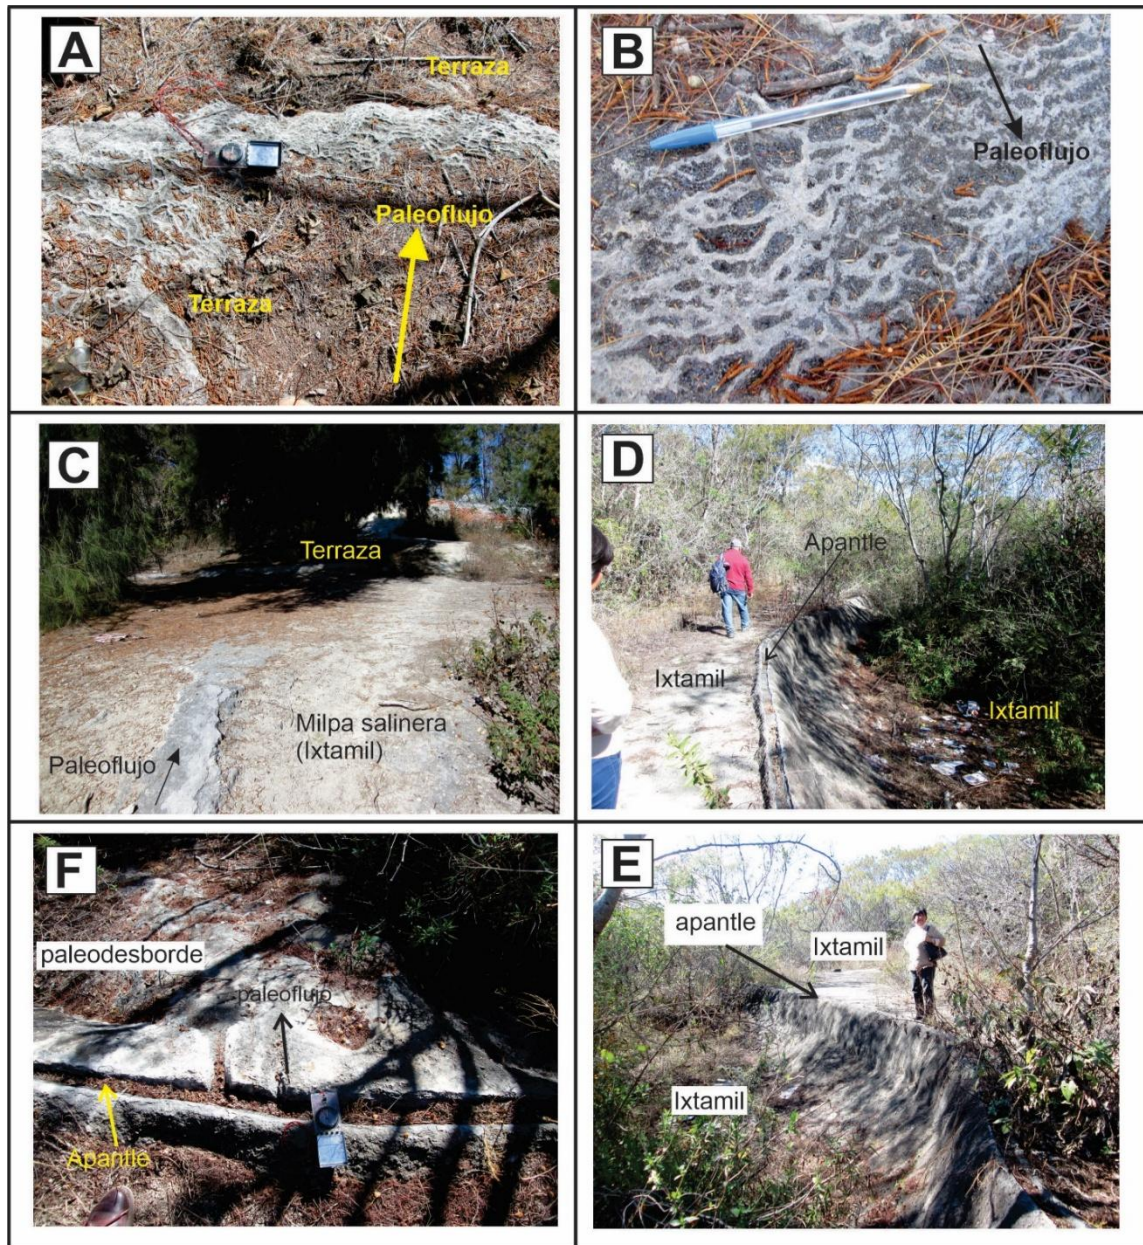 A
Terraza
Paleoflujo
Terraza
B
Paleoflujo
C
Terraza
Milpa salinera
(Ixtamil)
Paleoflujo
D
Apantle
Ixtamil
Ixtamil
F
paleodesborde
paleoflujo
Apantle
E
apantle
Ixtamil
Ixtamil